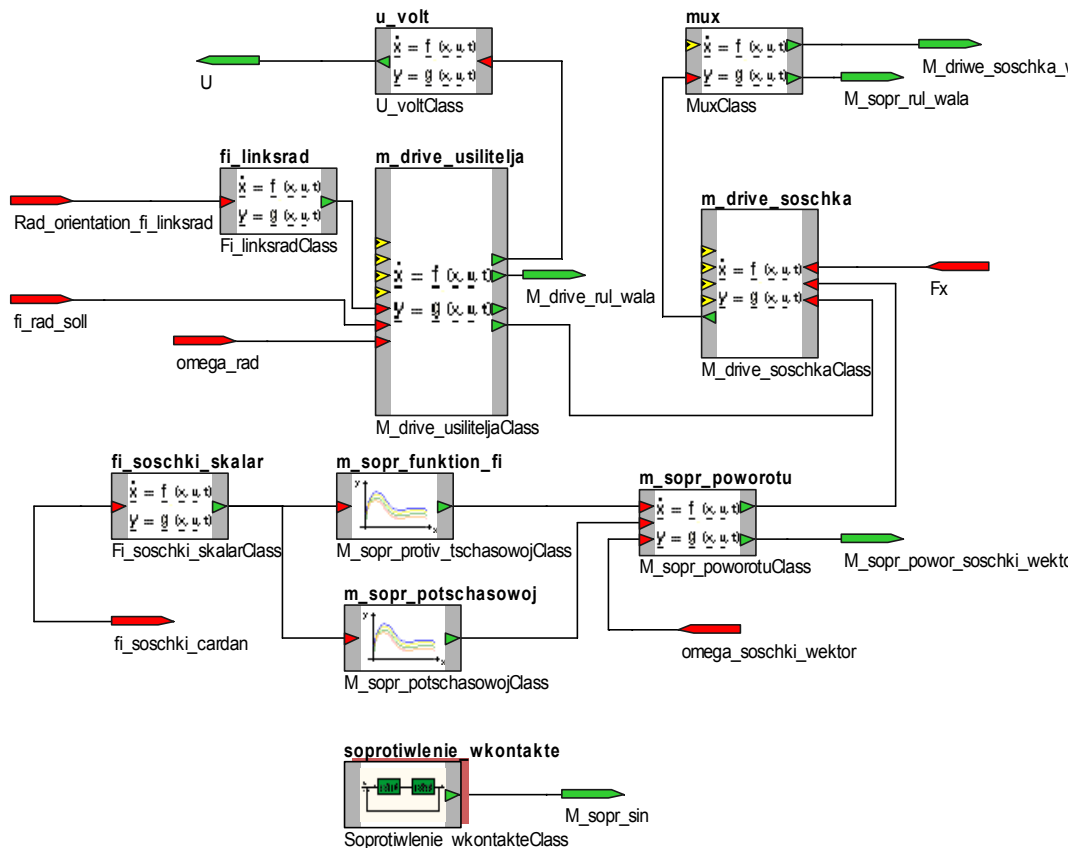 u_volt
ẋ = f (x, u, t)
y = g (x, u, t)
U_voltClass
U
mux
ẋ = f (x, u, t)
y = g (x, u, t)
MuxClass
M_driwe_soschka_w
M_sopr_rul_wala
fi_linksrad
ẋ = f (x, u, t)
y = g (x, u, t)
Fi_linksradClass
Rad_orientation_fi_linksrad
m_drive_usilitelja
ẋ = f (x, u, t)
y = g (x, u, t)
M_drive_usiliteljaClass
M_drive_rul_wala
fi_rad_soll
omega_rad
m_drive_soschka
ẋ = f (x, u, t)
y = g (x, u, t)
M_drive_soschkaClass
Fx
fi_soschki_skalar
ẋ = f (x, u, t)
y = g (x, u, t)
Fi_soschki_skalarClass
m_sopr_funktion_fi
y
x
M_sopr_protiv_tschasowojClass
m_sopr_poworotu
ẋ = f (x, u, t)
y = g (x, u, t)
M_sopr_poworotuClass
M_sopr_powor_soschki_wekto
m_sopr_potschasowoj
y
x
M_sopr_potschasowojClass
fi_soschki_cardan
omega_soschki_wektor
soprotiwlenie_wkontakte
Soprotiwlenie_wkontakteClass
M_sopr_sin